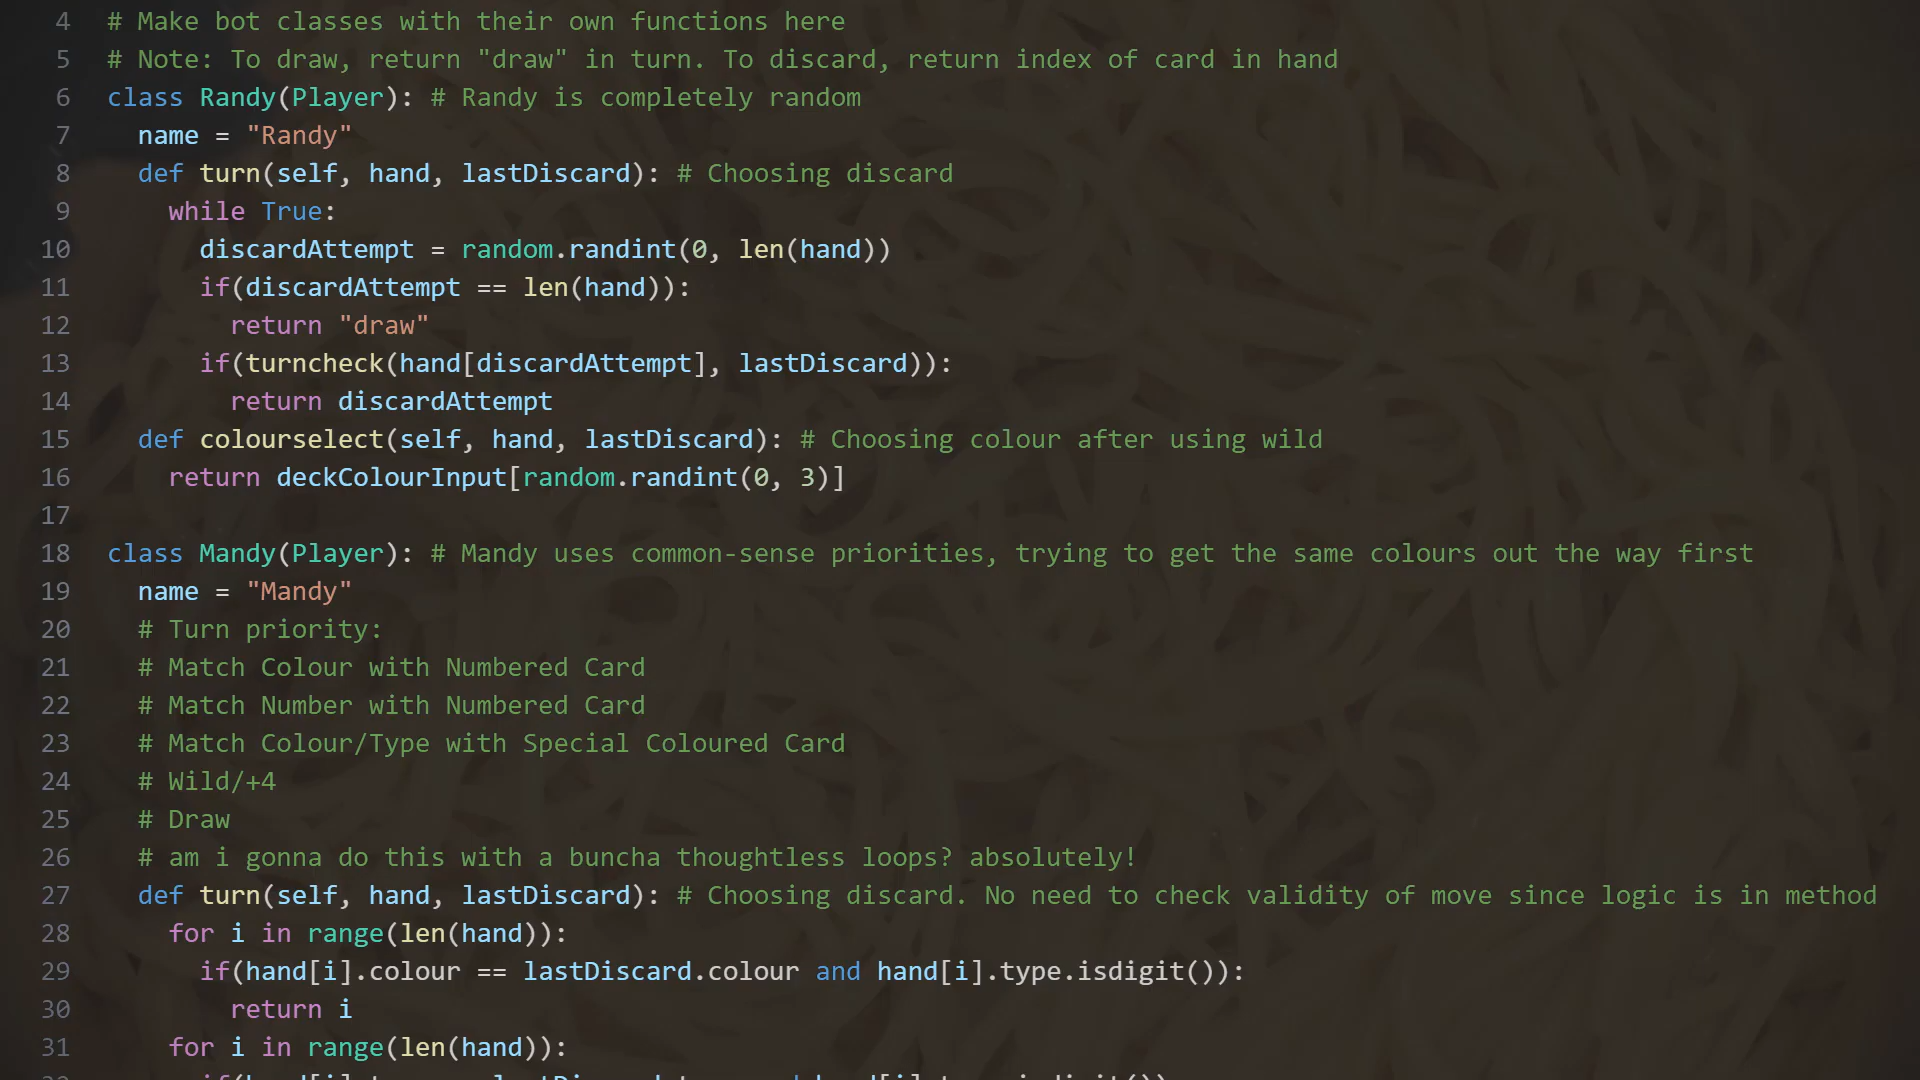 4 # Make bot classes with their own functions here
5 # Note: To draw, return "draw" in turn. To discard, return index of card in hand
6 class Randy(Player): # Randy is completely random
7   name = "Randy"
8   def turn(self, hand, lastDiscard): # Choosing discard
9     while True:
10       discardAttempt = random.randint(0, len(hand))
11       if(discardAttempt == len(hand)):
12         return "draw"
13       if(turncheck(hand[discardAttempt], lastDiscard)):
14         return discardAttempt
15   def colourselect(self, hand, lastDiscard): # Choosing colour after using wild
16     return deckColourInput[random.randint(0, 3)]
17
18 class Mandy(Player): # Mandy uses common-sense priorities, trying to get the same colours out the way first
19   name = "Mandy"
20   # Turn priority:
21   # Match Colour with Numbered Card
22   # Match Number with Numbered Card
23   # Match Colour/Type with Special Coloured Card
24   # Wild/+4
25   # Draw
26   # am i gonna do this with a buncha thoughtless loops? absolutely!
27   def turn(self, hand, lastDiscard): # Choosing discard. No need to check validity of move since logic is in method
28     for i in range(len(hand)):
29       if(hand[i].colour == lastDiscard.colour and hand[i].type.isdigit()):
30         return i
31     for i in range(len(hand)):